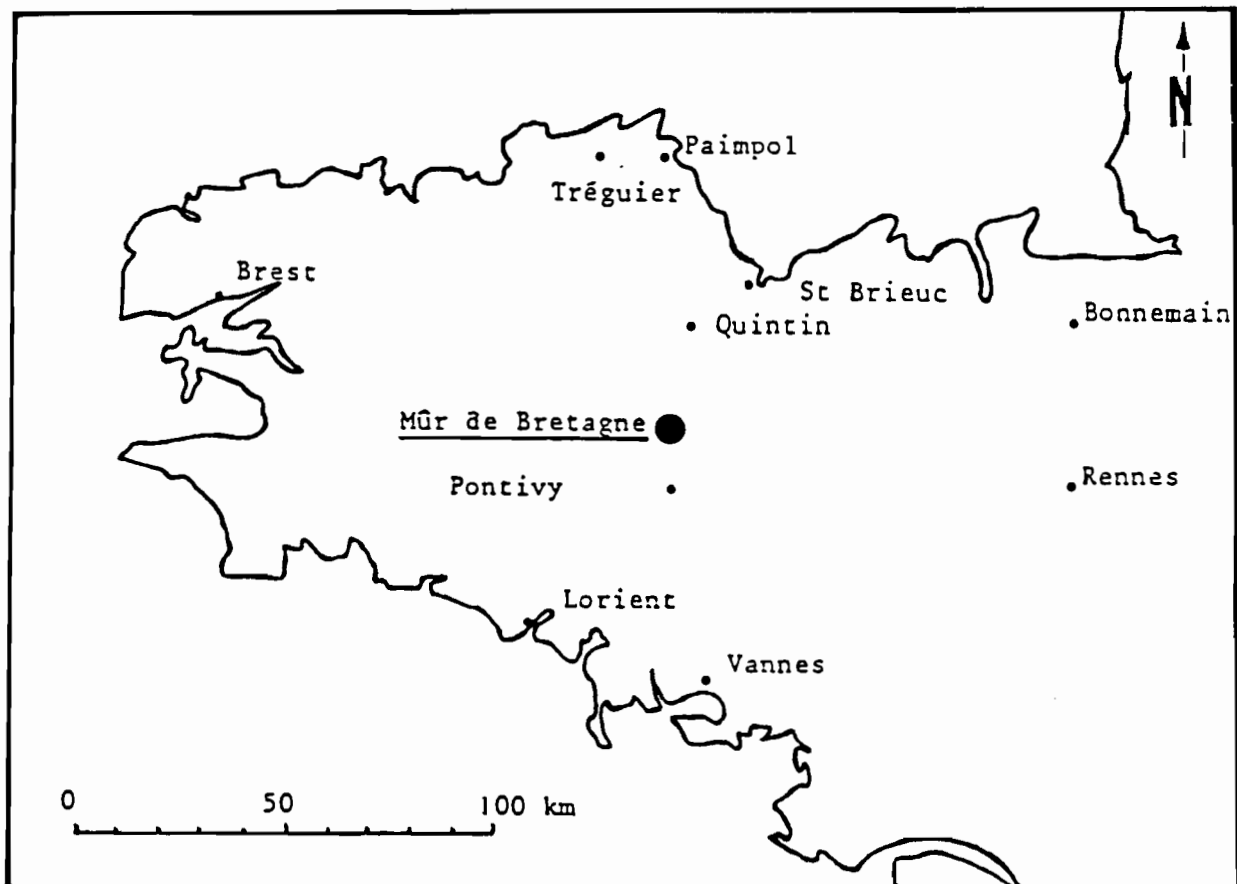 N
Paimpol
Tréguier
Brest
St Brieuc
Quintin
Bonnemain
Mûr de Bretagne
Pontivy
Rennes
Lorient
Vannes
0 50 100 km